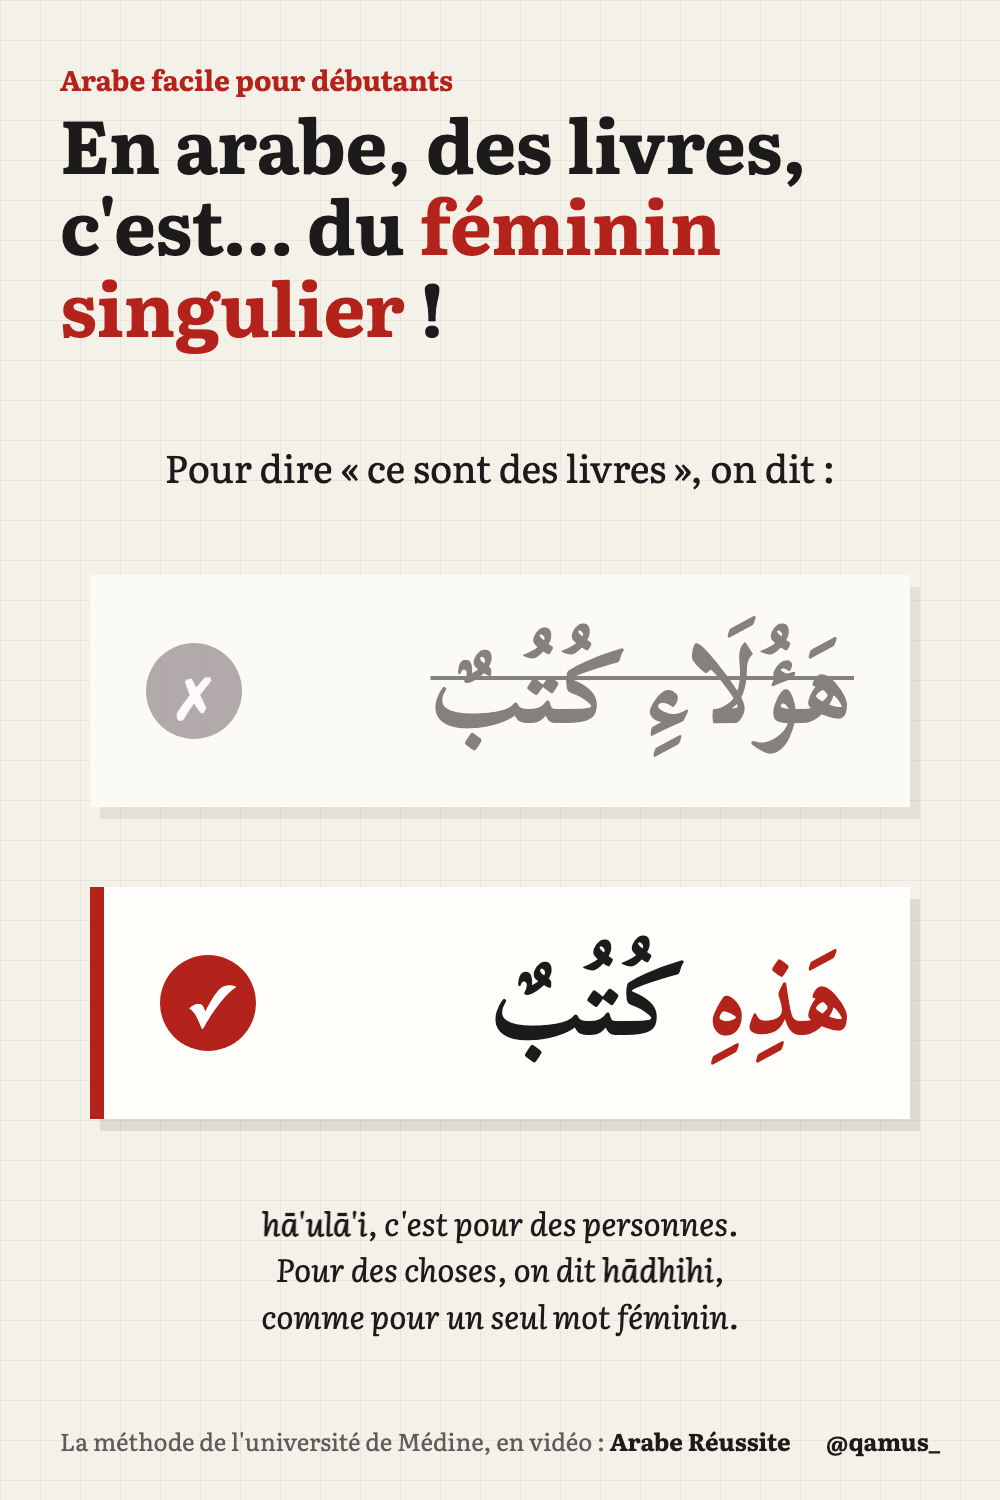 Arabe facile pour débutants
En arabe, des livres,
c'est... du féminin
singulier !
Pour dire « ce sont des livres », on dit :
✗ هَؤُلَاءِ كُتُبٌ
✓ هَذِهِ كُتُبٌ
hā'ulā'i, c'est pour des personnes.
Pour des choses, on dit hādhihi,
comme pour un seul mot féminin.
La méthode de l'université de Médine, en vidéo : Arabe Réussite @qamus_